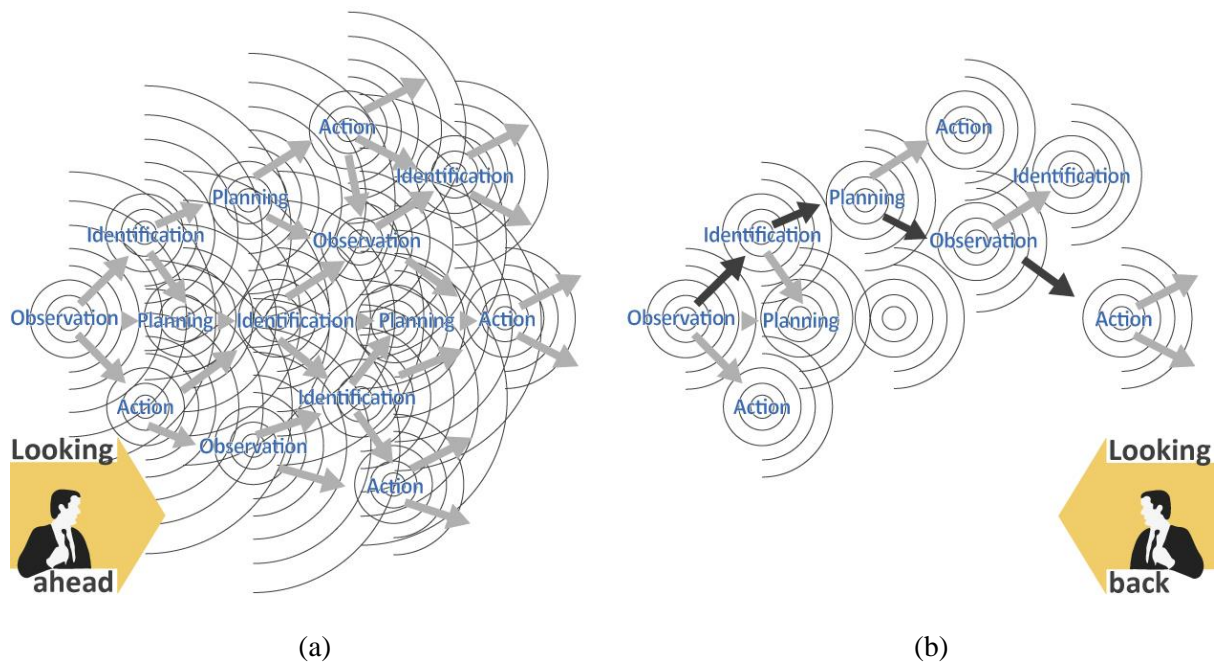 Action
Identification
Planning
Identification
Observation
Observation
Planning
Identification
Planning
Action
Action
Identification
Observation
Action
Looking
ahead
(a)
Action
Identification
Planning
Identification
Observation
Observation
Planning
Action
Action
Looking
back
(b)